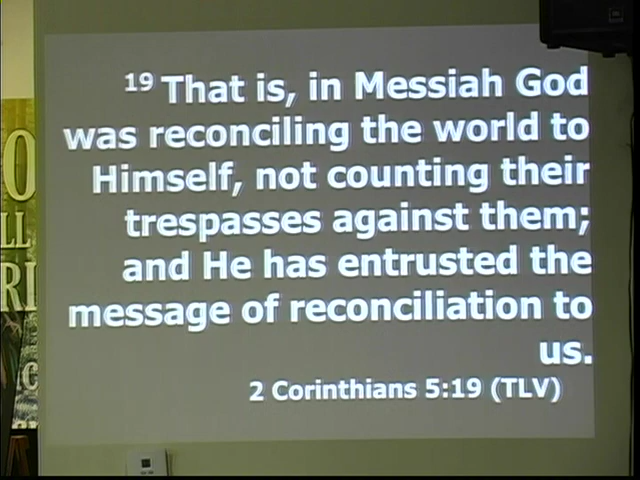 19 That is, in Messiah God
was reconciling the world to
Himself, not counting their
trespasses against them;
and He has entrusted the
message of reconciliation to
us.
2 Corinthians 5:19 (TLV)